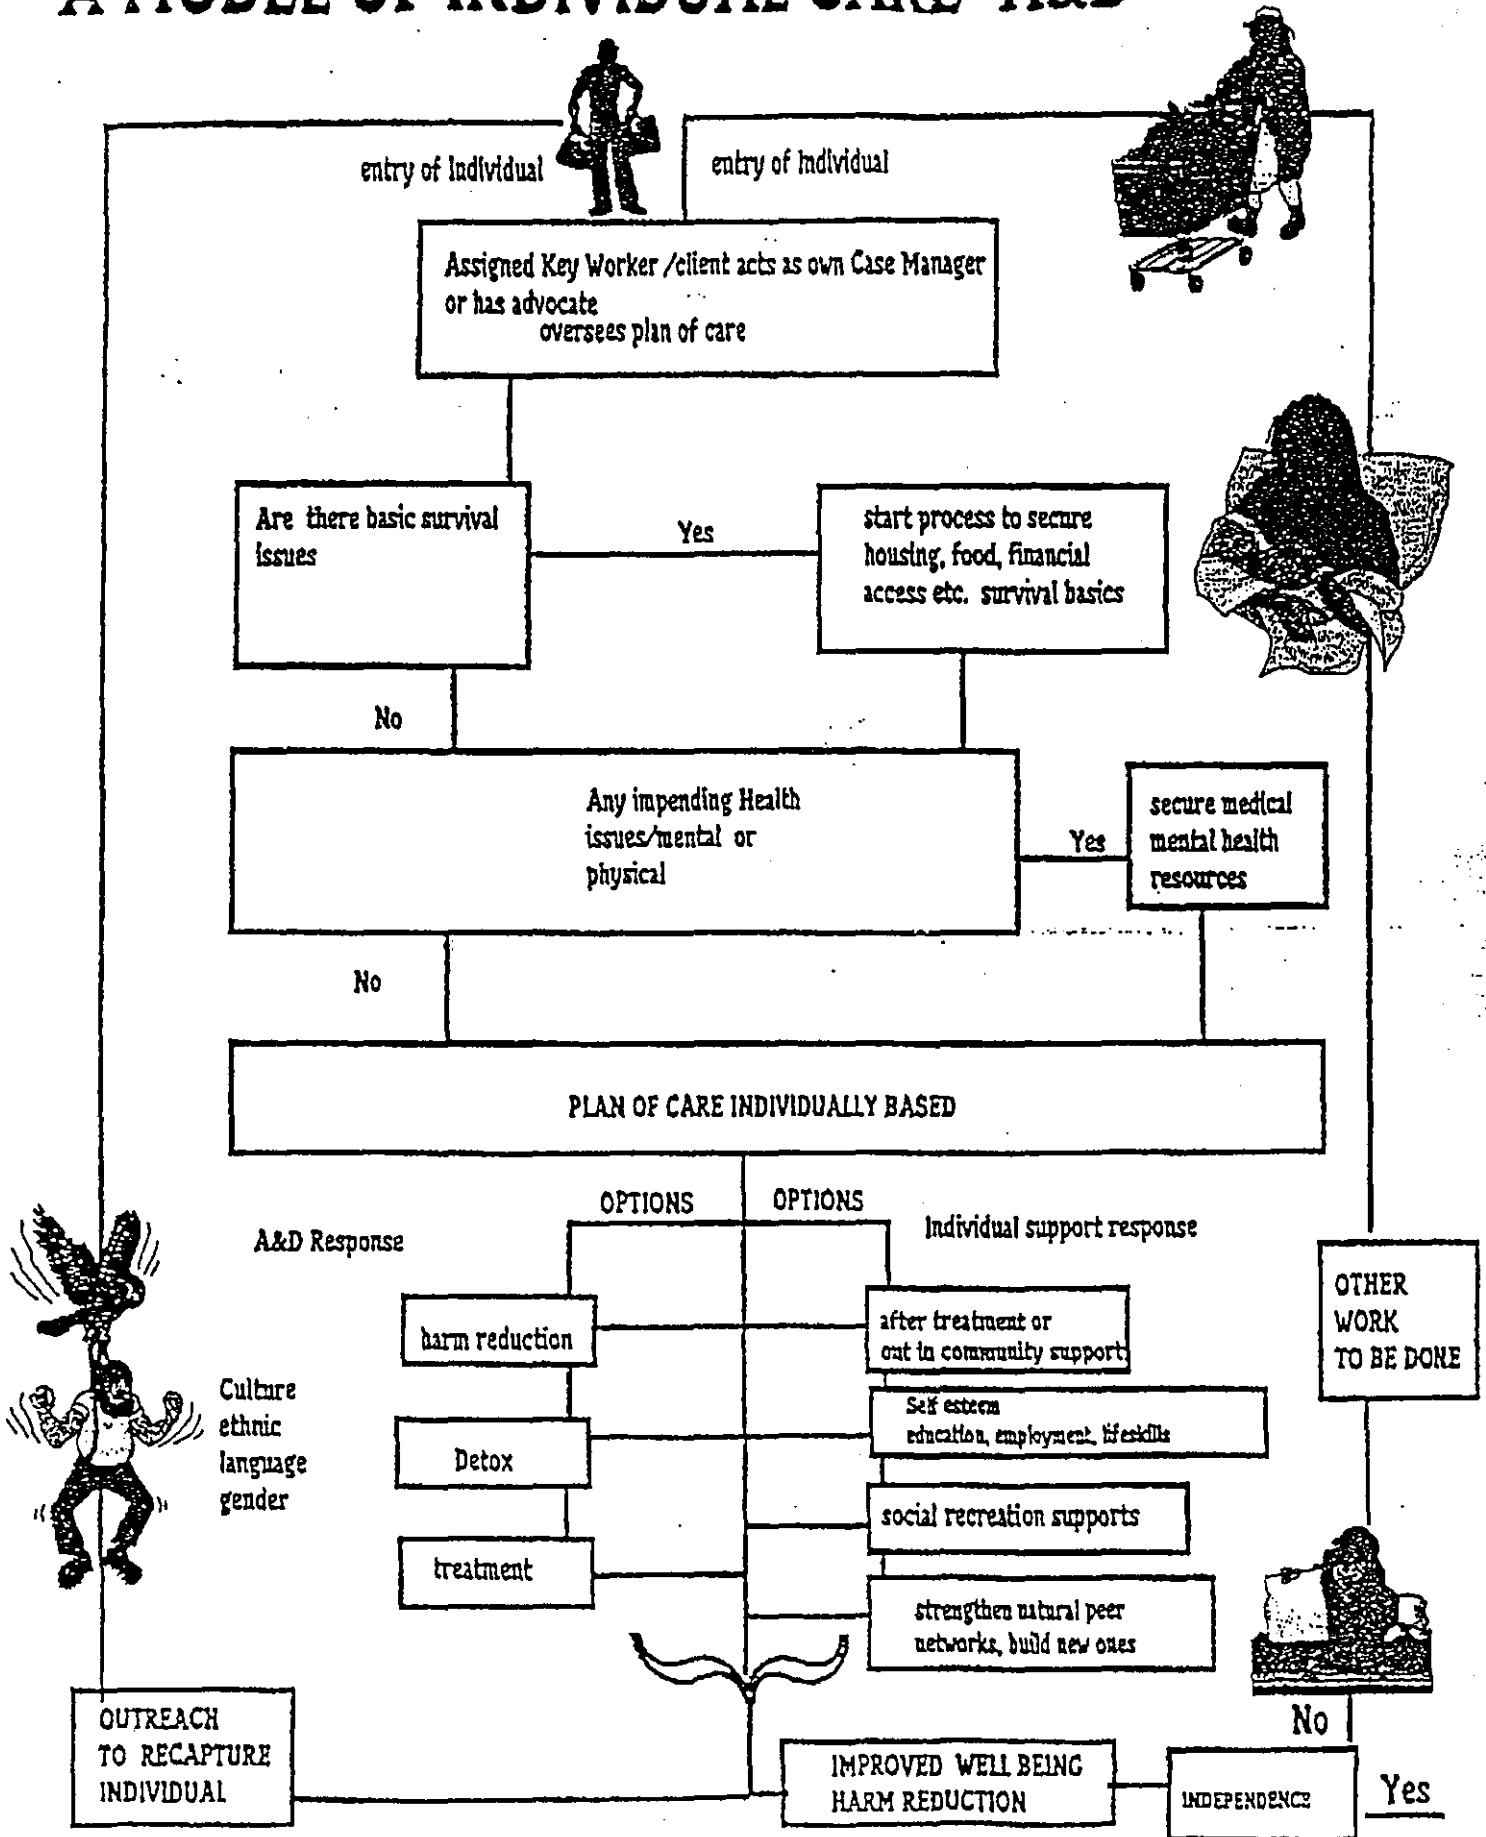 A MODEL OF INDIVIDUAL CARE A&D
entry of Individual
entry of Individual
Assigned Key Worker /client acts as own Case Manager
or has advocate
oversees plan of care
Are there basic survival
issues
Yes
start process to secure
housing, food, financial
access etc. survival basics
No
Any impending Health
issues/mental or
physical
Yes
secure medical
mental health
resources
No
PLAN OF CARE INDIVIDUALLY BASED
OPTIONS
OPTIONS
A&D Response
Individual support response
OTHER
WORK
TO BE DONE
harm reduction
after treatment or
out in community support
Culture
ethnic
language
gender
Self esteem
education, employment, lifeskills
Detox
social recreation supports
treatment
strengthen natural peer
networks, build new ones
No
OUTREACH
TO RECAPTURE
INDIVIDUAL
IMPROVED WELL BEING
HARM REDUCTION
INDEPENDENCE
Yes